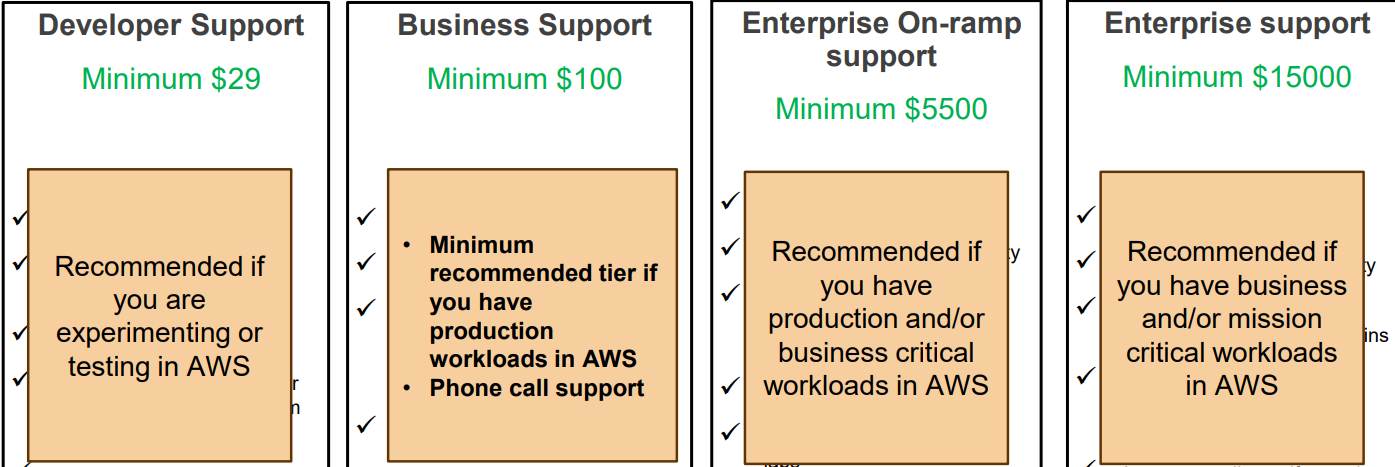 Developer Support
Minimum $29
Recommended if
you are
experimenting or
testing in AWS
Business Support
Minimum $100
• Minimum
recommended tier if
you have
production
workloads in AWS
• Phone call support
Enterprise On-ramp
support
Minimum $5500
Recommended if
you have
production and/or
business critical
workloads in AWS
Enterprise support
Minimum $15000
Recommended if
you have business
and/or mission
critical workloads
in AWS